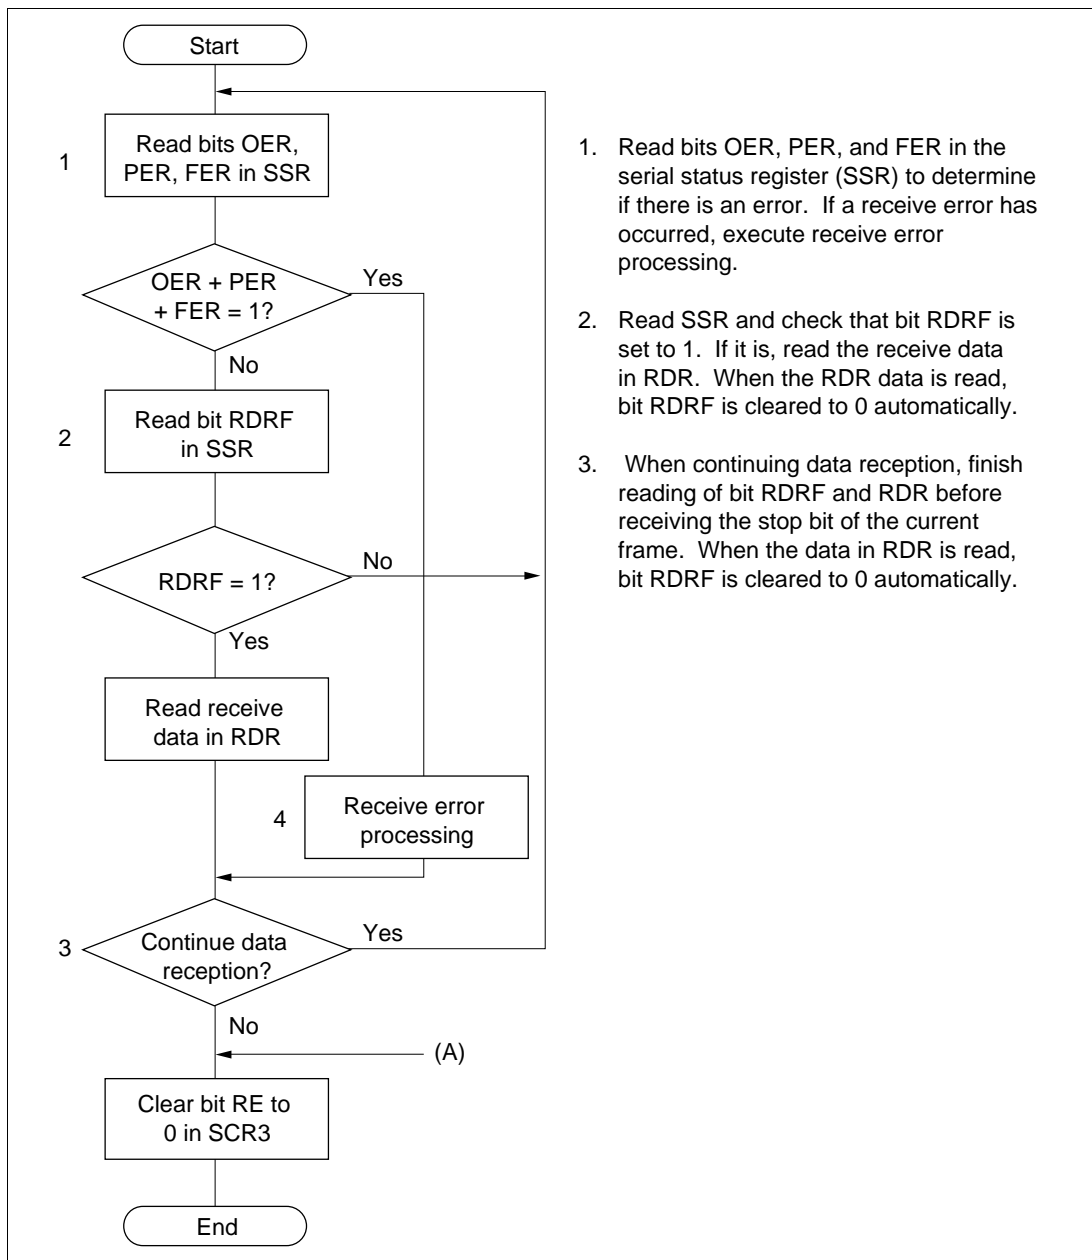 Start
1
Read bits OER,
PER, FER in SSR
OER + PER
+ FER = 1?
Yes
No
2
Read bit RDRF
in SSR
RDRF = 1?
No
Yes
Read receive
data in RDR
4
Receive error
processing
3
Continue data
reception?
Yes
No
(A)
Clear bit RE to
0 in SCR3
End
1. Read bits OER, PER, and FER in the
serial status register (SSR) to determine
if there is an error. If a receive error has
occurred, execute receive error
processing.
2. Read SSR and check that bit RDRF is
set to 1. If it is, read the receive data
in RDR. When the RDR data is read,
bit RDRF is cleared to 0 automatically.
3. When continuing data reception, finish
reading of bit RDRF and RDR before
receiving the stop bit of the current
frame. When the data in RDR is read,
bit RDRF is cleared to 0 automatically.